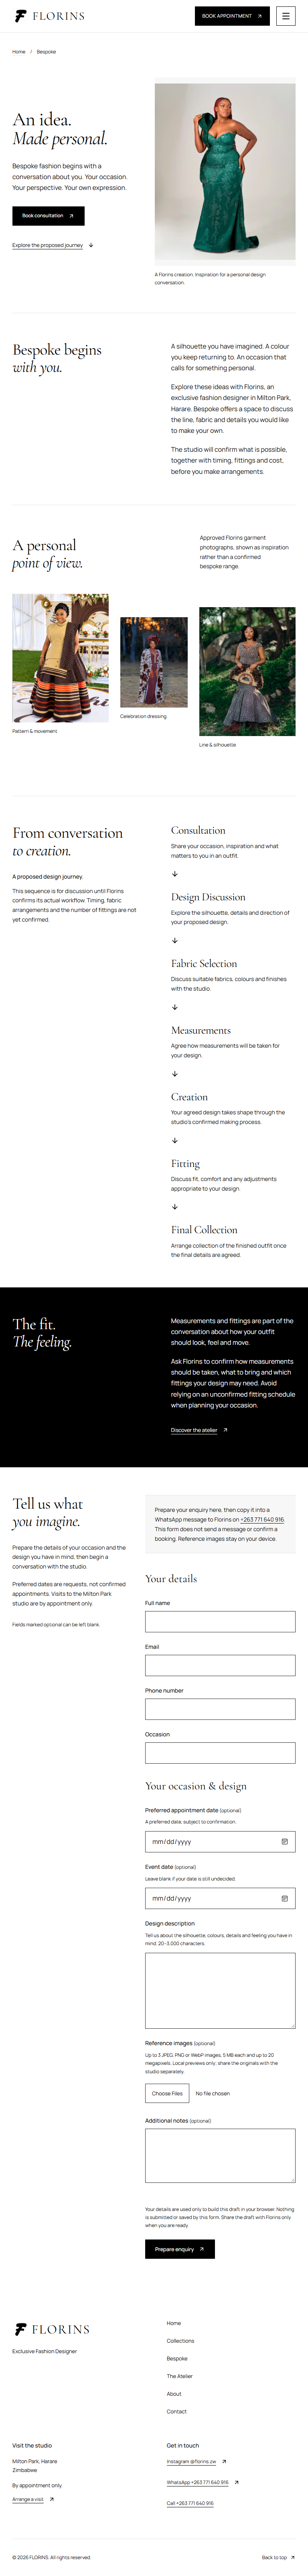 FLORINS
BOOK APPOINTMENT
Home / Bespoke
An idea.
Made personal.
Bespoke fashion begins with a
conversation about you. Your occasion.
Your perspective. Your own expression.
Book consultation
Explore the proposed journey
A Florins creation. Inspiration for a personal design
conversation.
Bespoke begins
with you.
A silhouette you have imagined. A colour
you keep returning to. An occasion that
calls for something personal.
Explore these ideas with Florins, an
exclusive fashion designer in Milton Park,
Harare. Bespoke offers a space to discuss
the line, fabric and details you would like
to make your own.
The studio will confirm what is possible,
together with timing, fittings and cost,
before you make arrangements.
A personal
point of view.
Approved Florins garment
photographs, shown as inspiration
rather than a confirmed
bespoke range.
Pattern & movement
Celebration dressing
Line & silhouette
From conversation
to creation.
A proposed design journey.
This sequence is for discussion until Florins
confirms its actual workflow. Timing, fabric
arrangements and the number of fittings are not
yet confirmed.
Consultation
Share your occasion, inspiration and what
matters to you in an outfit.
Design Discussion
Explore the silhouette, details and direction of
your proposed design.
Fabric Selection
Discuss suitable fabrics, colours and finishes
with the studio.
Measurements
Agree how measurements will be taken for
your design.
Creation
Your agreed design takes shape through the
studio's confirmed making process.
Fitting
Discuss fit, comfort and any adjustments
appropriate to your design.
Final Collection
Arrange collection of the finished outfit once
the final details are agreed.
The fit.
The feeling.
Measurements and fittings are part of the
conversation about how your outfit
should look, feel and move.
Ask Florins to confirm how measurements
should be taken, what to bring and which
fittings your design may need. Avoid
relying on an unconfirmed fitting schedule
when planning your occasion.
Discover the atelier
Tell us what
you imagine.
Prepare the details of your occasion and the
design you have in mind, then begin a
conversation with the studio.
Preferred dates are requests, not confirmed
appointments. Visits to the Milton Park
studio are by appointment only.
Fields marked optional can be left blank.
Prepare your enquiry here, then copy it into a
WhatsApp message to Florins on +263 771 640 916.
This form does not send a message or confirm a
booking. Reference images stay on your device.
Your details
Full name
Email
Phone number
Occasion
Your occasion & design
Preferred appointment date (optional)
A preferred date, subject to confirmation.
mm/dd/yyyy
Event date (optional)
Leave blank if your date is still undecided.
mm/dd/yyyy
Design description
Tell us about the silhouette, colours, details and feeling you have in
mind. 20–3,000 characters.
Reference images (optional)
Up to 3 JPEG, PNG or WebP images, 5 MB each and up to 20
megapixels. Local previews only; share the originals with the
studio separately.
Choose Files No file chosen
Additional notes (optional)
Your details are used only to build this draft in your browser. Nothing
is submitted or saved by this form. Share the draft with Florins only
when you are ready.
Prepare enquiry
FLORINS
Exclusive Fashion Designer
Home
Collections
Bespoke
The Atelier
About
Contact
Visit the studio
Milton Park, Harare
Zimbabwe
By appointment only.
Arrange a visit
Get in touch
Instagram @florins.zw
WhatsApp +263 771 640 916
Call +263 771 640 916
© 2026 FLORINS. All rights reserved.
Back to top